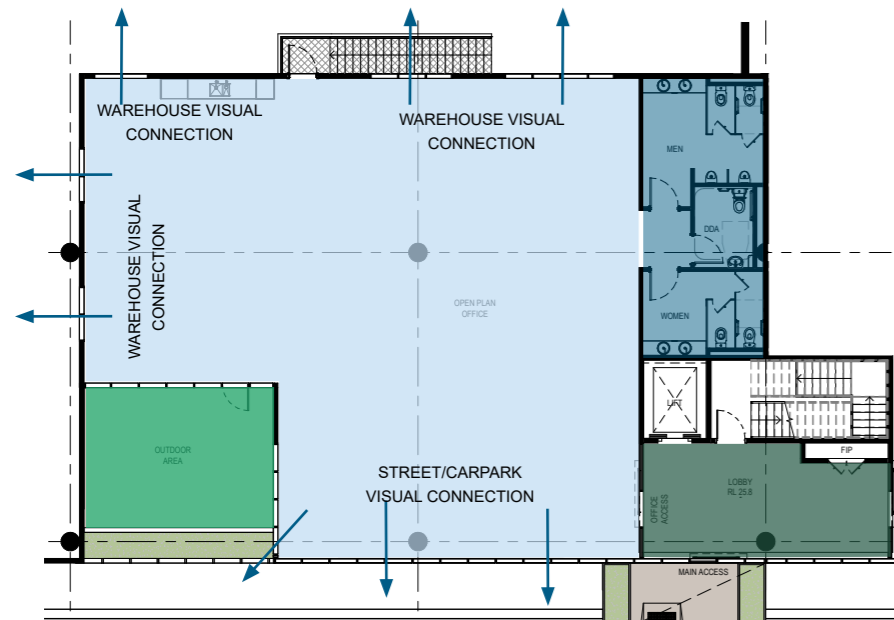 WAREHOUSE VISUAL
CONNECTION
WAREHOUSE VISUAL
CONNECTION
MEN
DDA
WAREHOUSE VISUAL
CONNECTION
OPEN PLAN
OFFICE
WOMEN
LIFT
OUTDOOR
AREA
STREET/CARPARK
VISUAL CONNECTION
FIP
LOBBY
RL 25.8
OFFICE
ACCESS
MAIN ACCESS